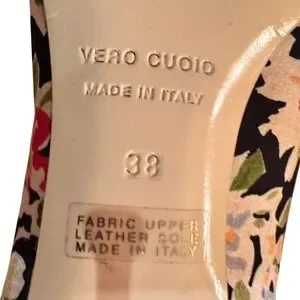 VERO CUOIO
MADE IN ITALY
38
FABRIC UPPER
LEATHER SOLE
MADE IN ITALY